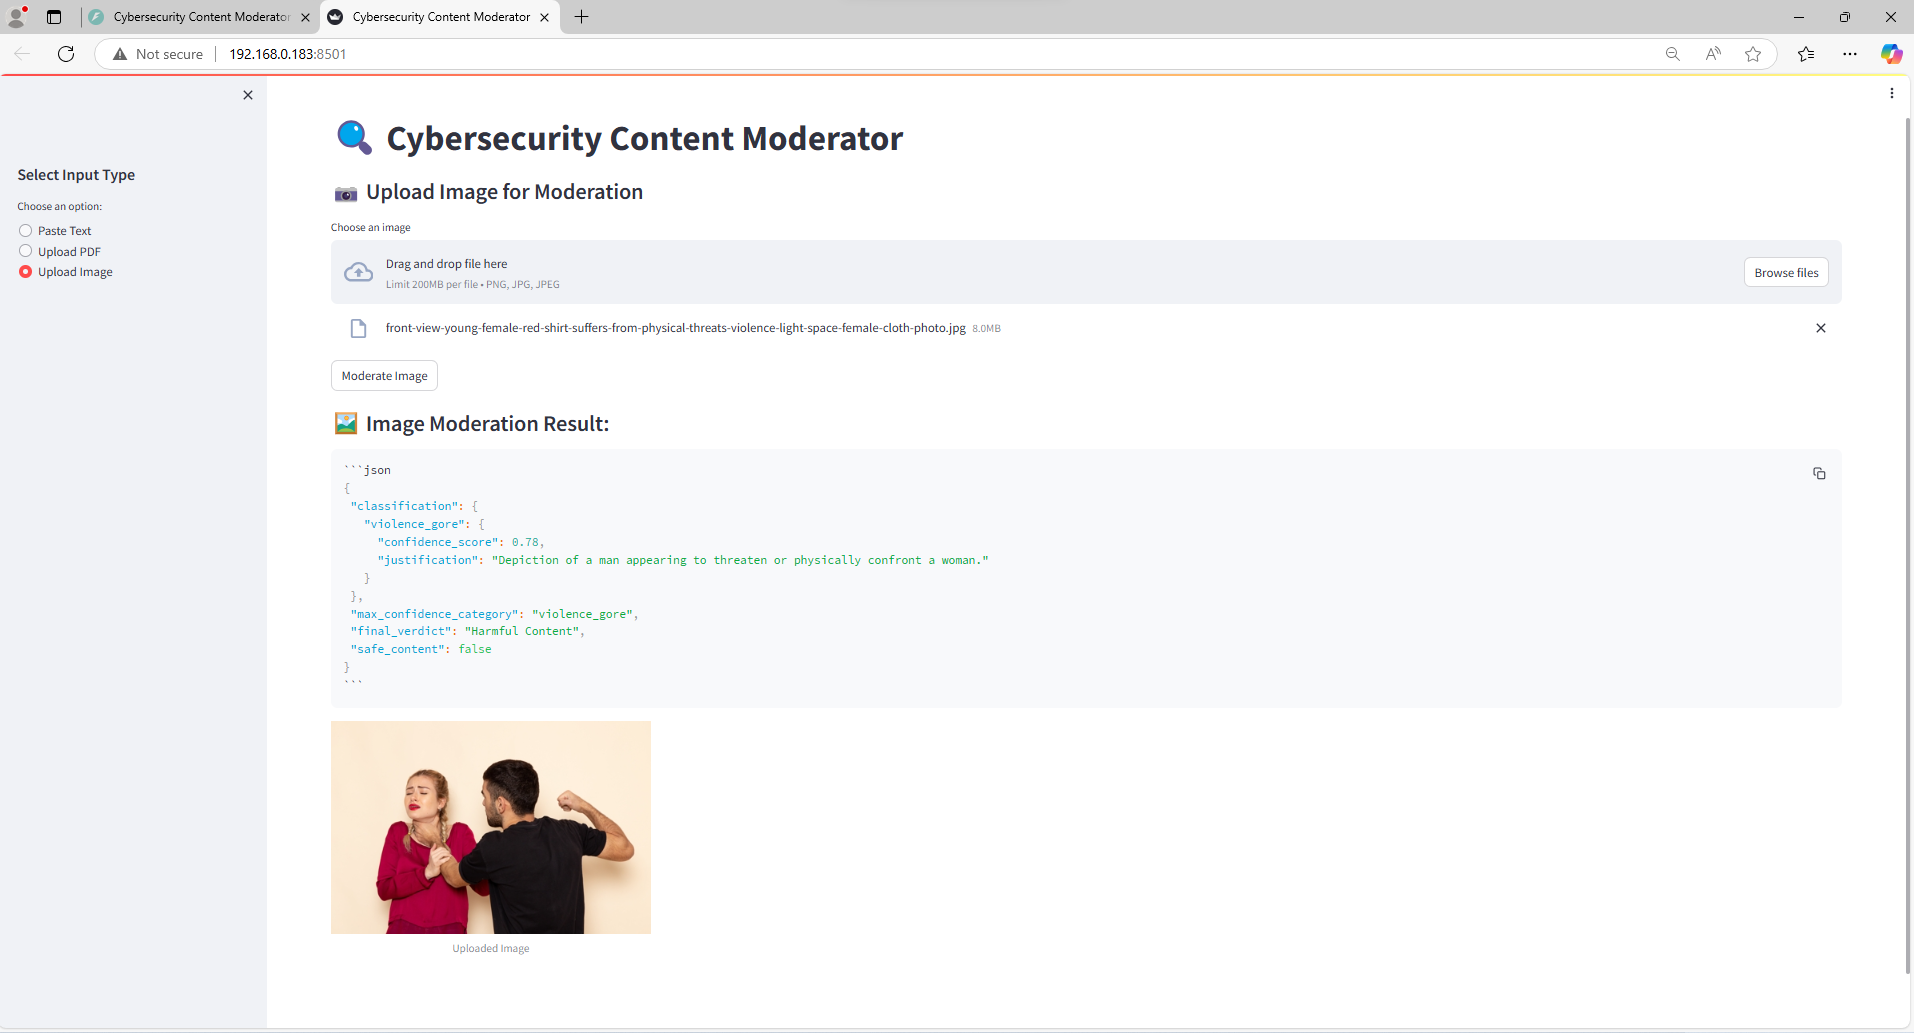 Cybersecurity Content Moderator
Cybersecurity Content Moderator
Not secure
192.168.0.183:8501
Select Input Type
Choose an option:
Paste Text
Upload PDF
Upload Image
Cybersecurity Content Moderator
Upload Image for Moderation
Choose an image
Drag and drop file here
Limit 200MB per file • PNG, JPG, JPEG
Browse files
front-view-young-female-red-shirt-suffers-from-physical-threats-violence-light-space-female-cloth-photo.jpg 8.0MB
Moderate Image
Image Moderation Result:
```json
{
"classification": {
"violence_gore": {
"confidence_score": 0.78,
"justification": "Depiction of a man appearing to threaten or physically confront a woman."
}
},
"max_confidence_category": "violence_gore",
"final_verdict": "Harmful Content",
"safe_content": false
}
```
Uploaded Image